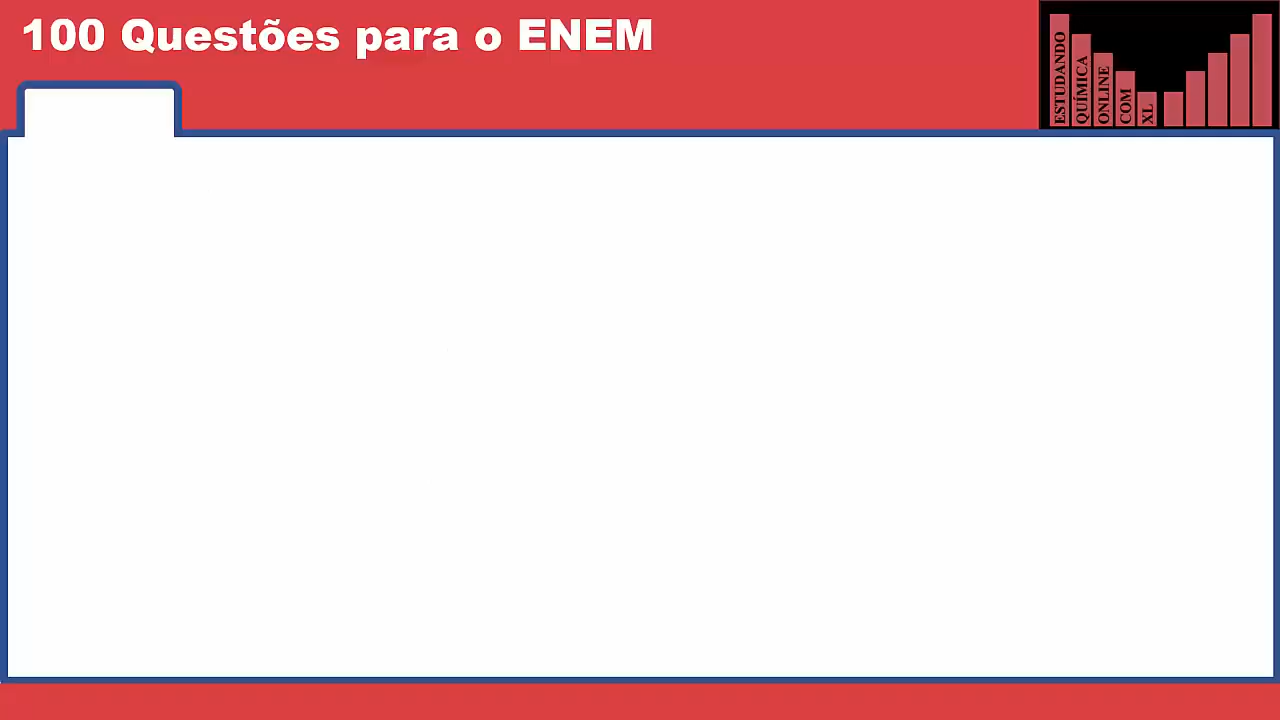 100 Questões para o ENEM
ESTUDANDO
QUÍMICA
ONLINE
COM
XL